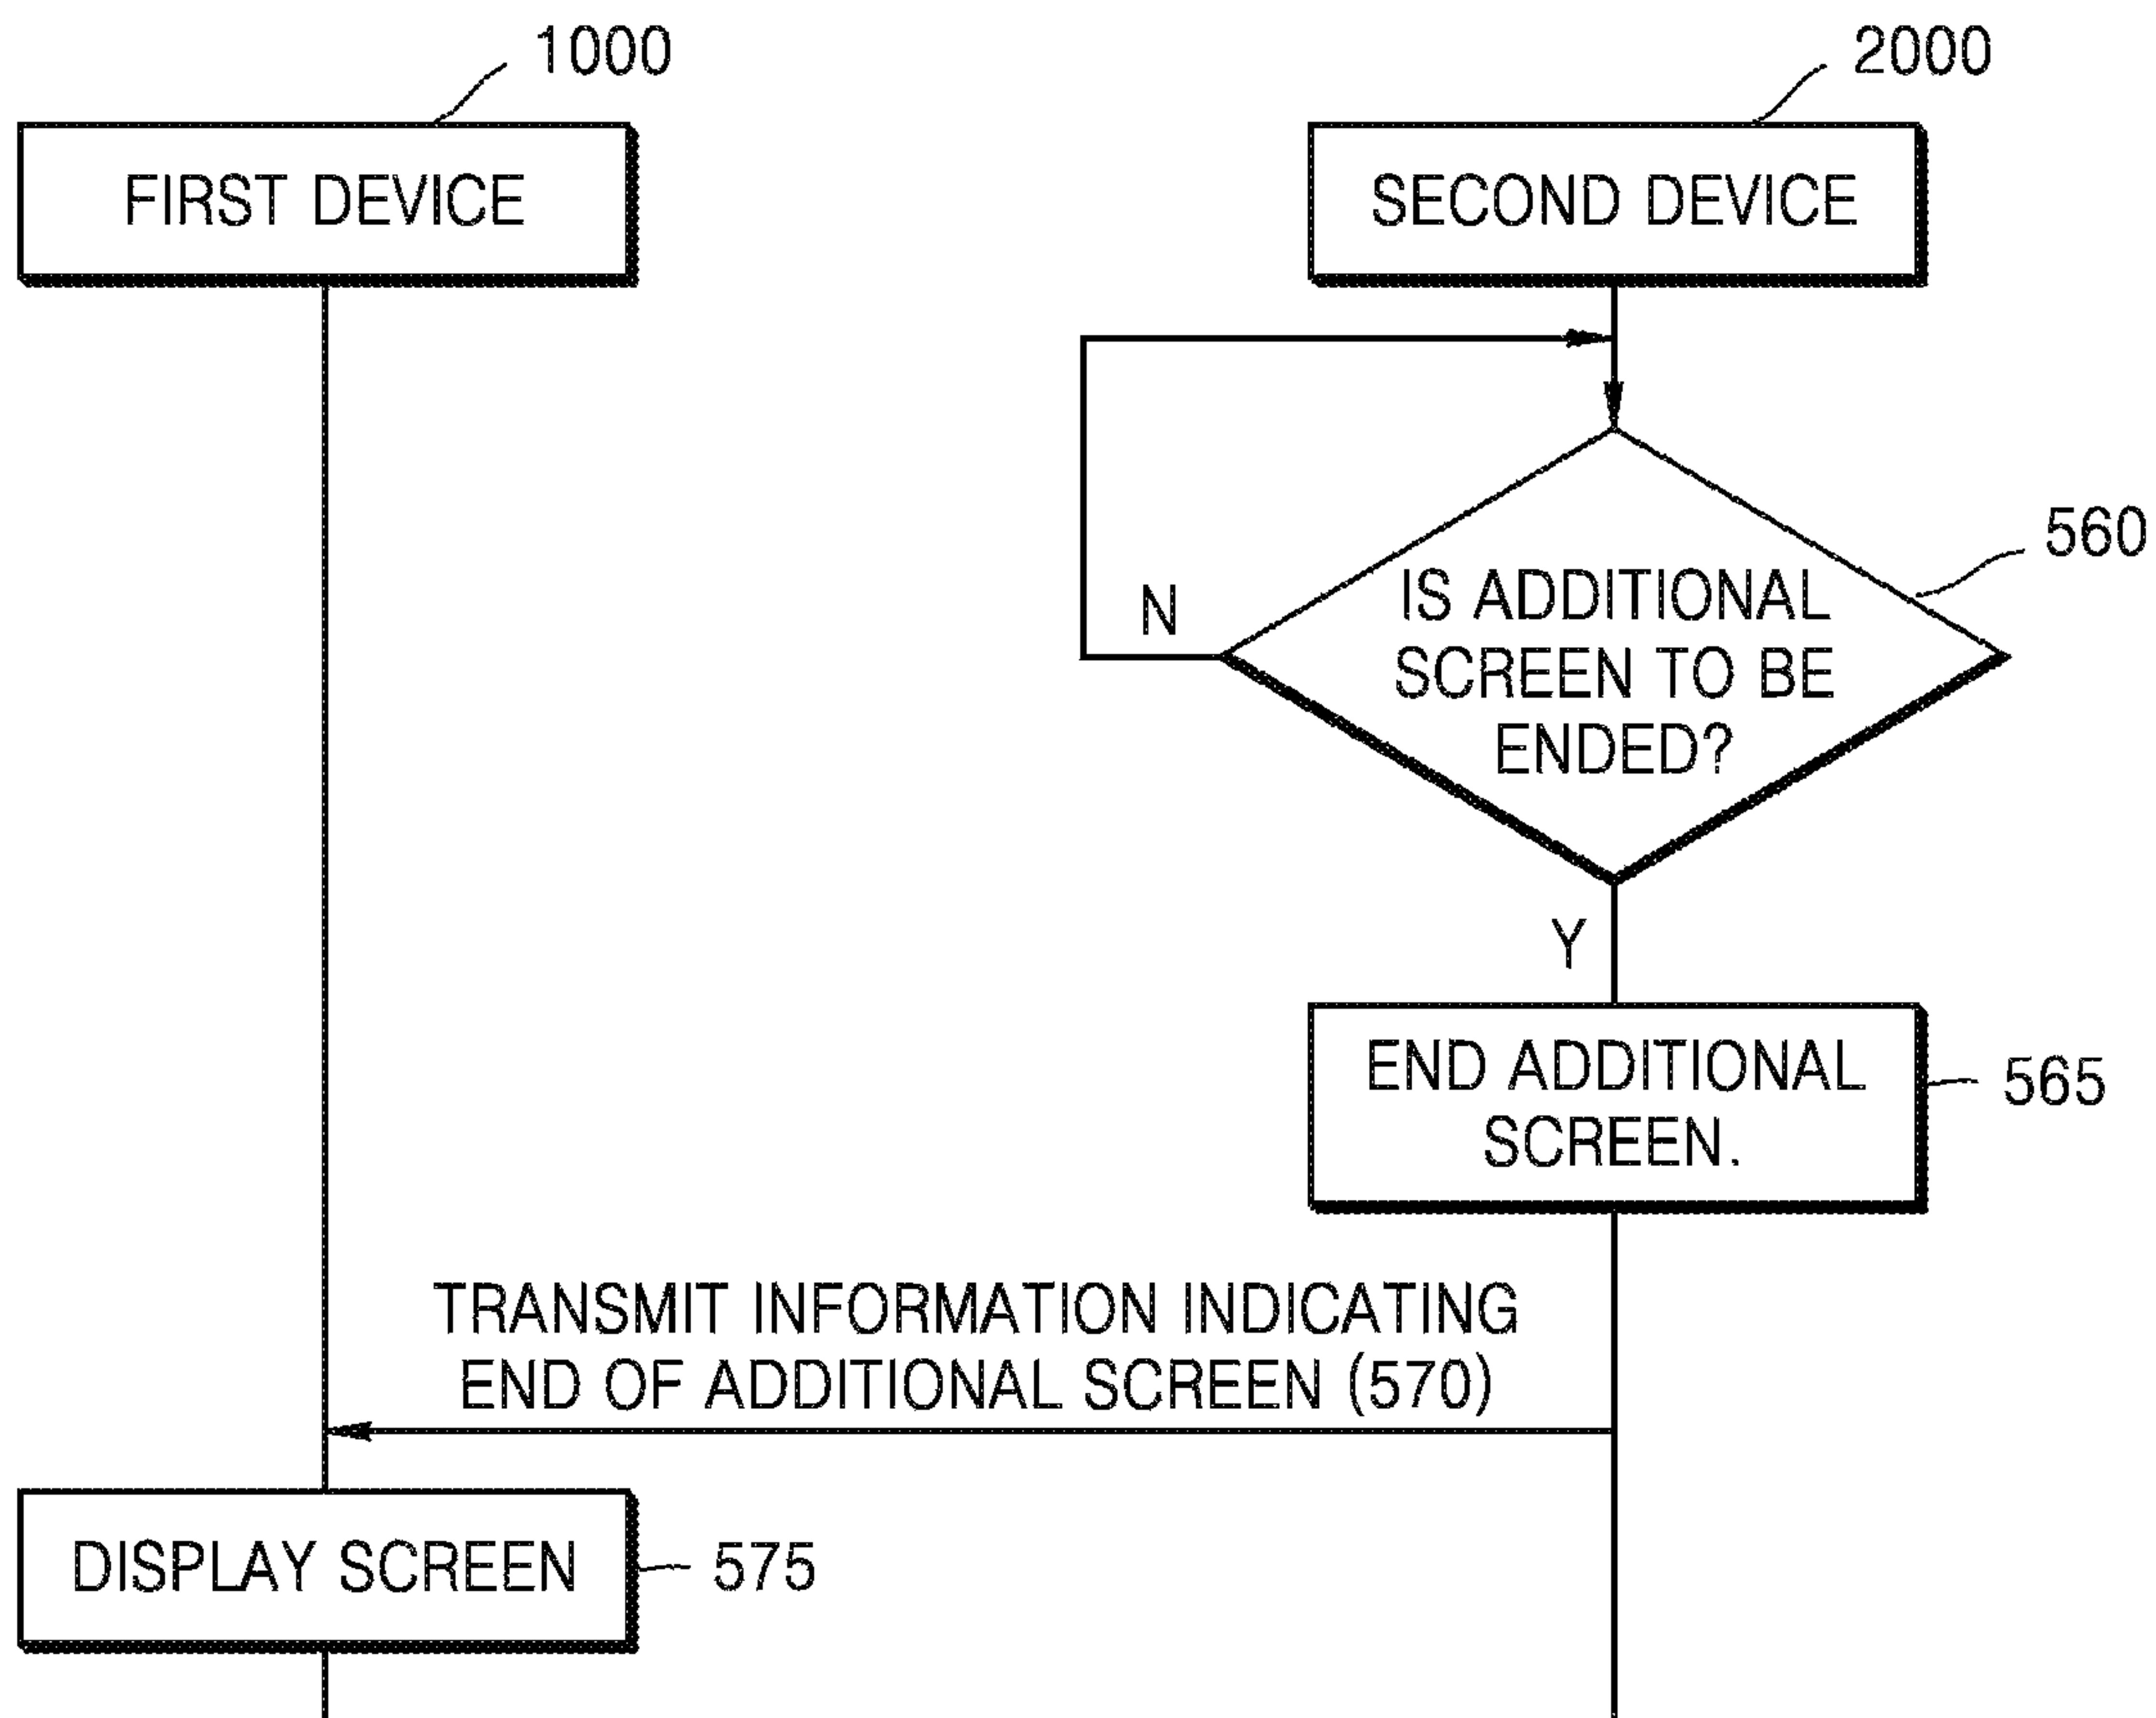 1000
2000
FIRST DEVICE
SECOND DEVICE
560
IS ADDITIONAL
SCREEN TO BE
ENDED?
N
Y
END ADDITIONAL
SCREEN.
565
TRANSMIT INFORMATION INDICATING
END OF ADDITIONAL SCREEN (570)
DISPLAY SCREEN
575